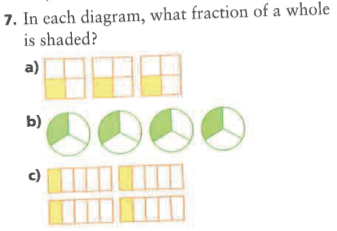 7. In each diagram, what fraction of a whole
is shaded?
a)
b)
c)